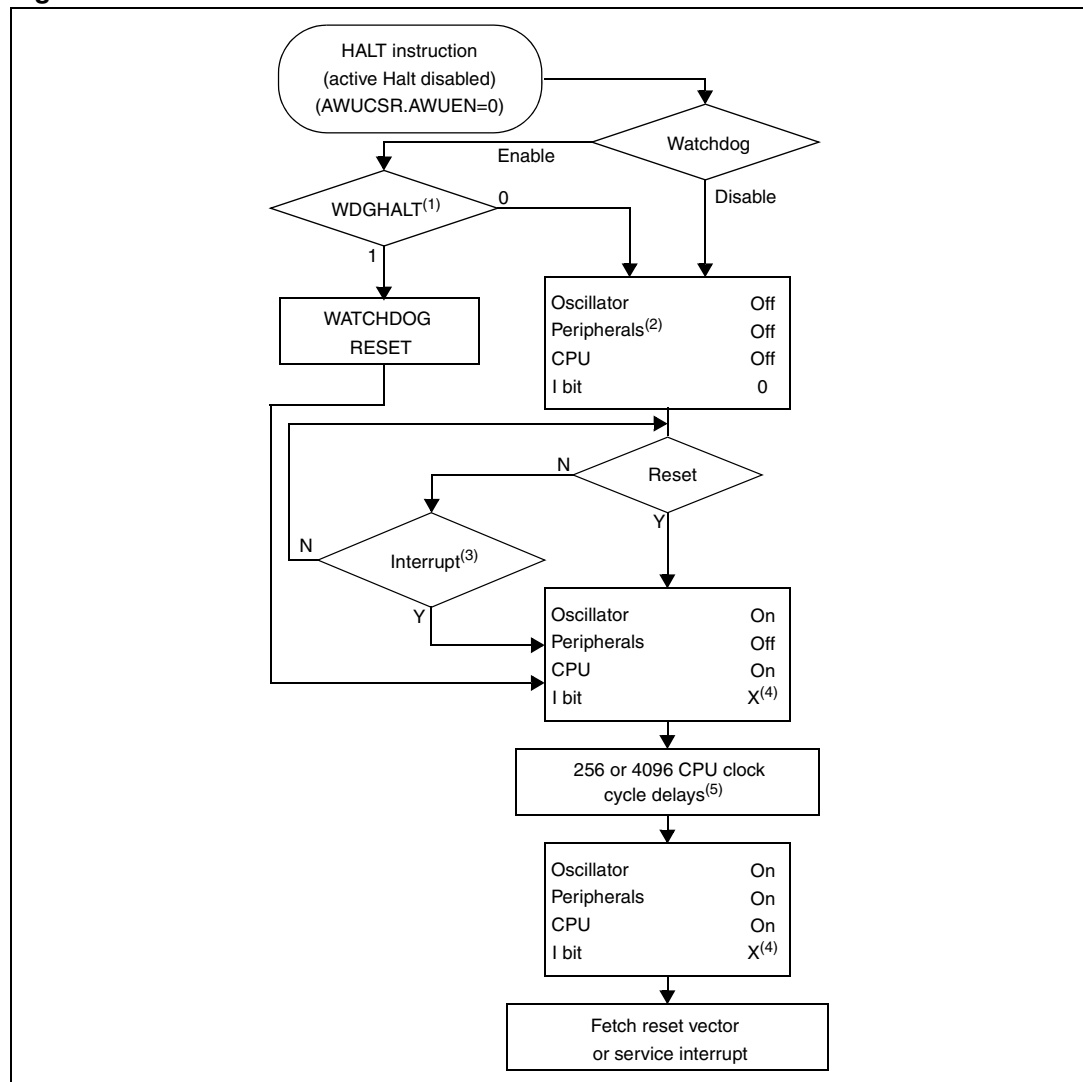 HALT instruction
(active Halt disabled)
(AWUCSR.AWUEN=0)
Watchdog
Enable
Disable
WDGHALT(1)
0
1
WATCHDOG
RESET
Oscillator Off
Peripherals(2) Off
CPU Off
I bit 0
Reset
N
Y
Interrupt(3)
N
Y
Oscillator On
Peripherals Off
CPU On
I bit X(4)
256 or 4096 CPU clock
cycle delays(5)
Oscillator On
Peripherals On
CPU On
I bit X(4)
Fetch reset vector
or service interrupt